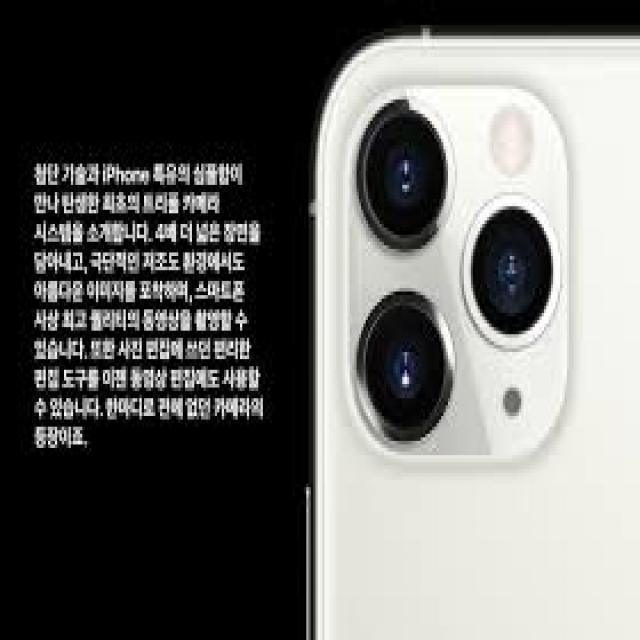 첨단 기술과 iPhone 특유의 심플함이
만나 탄생한 최초의 트리플 카메라
시스템을 소개합니다. 4배 더 넓은 장면을
담아내고, 극단적인 저조도 환경에서도
아름다운 이미지를 포착하며, 스마트폰
사상 최고 퀄리티의 동영상을 촬영할 수
있습니다. 또한 사진 편집에 쓰던 편리한
편집 도구를 이젠 동영상 편집에도 사용할
수 있습니다. 한마디로 전에 없던 카메라의
등장이죠.